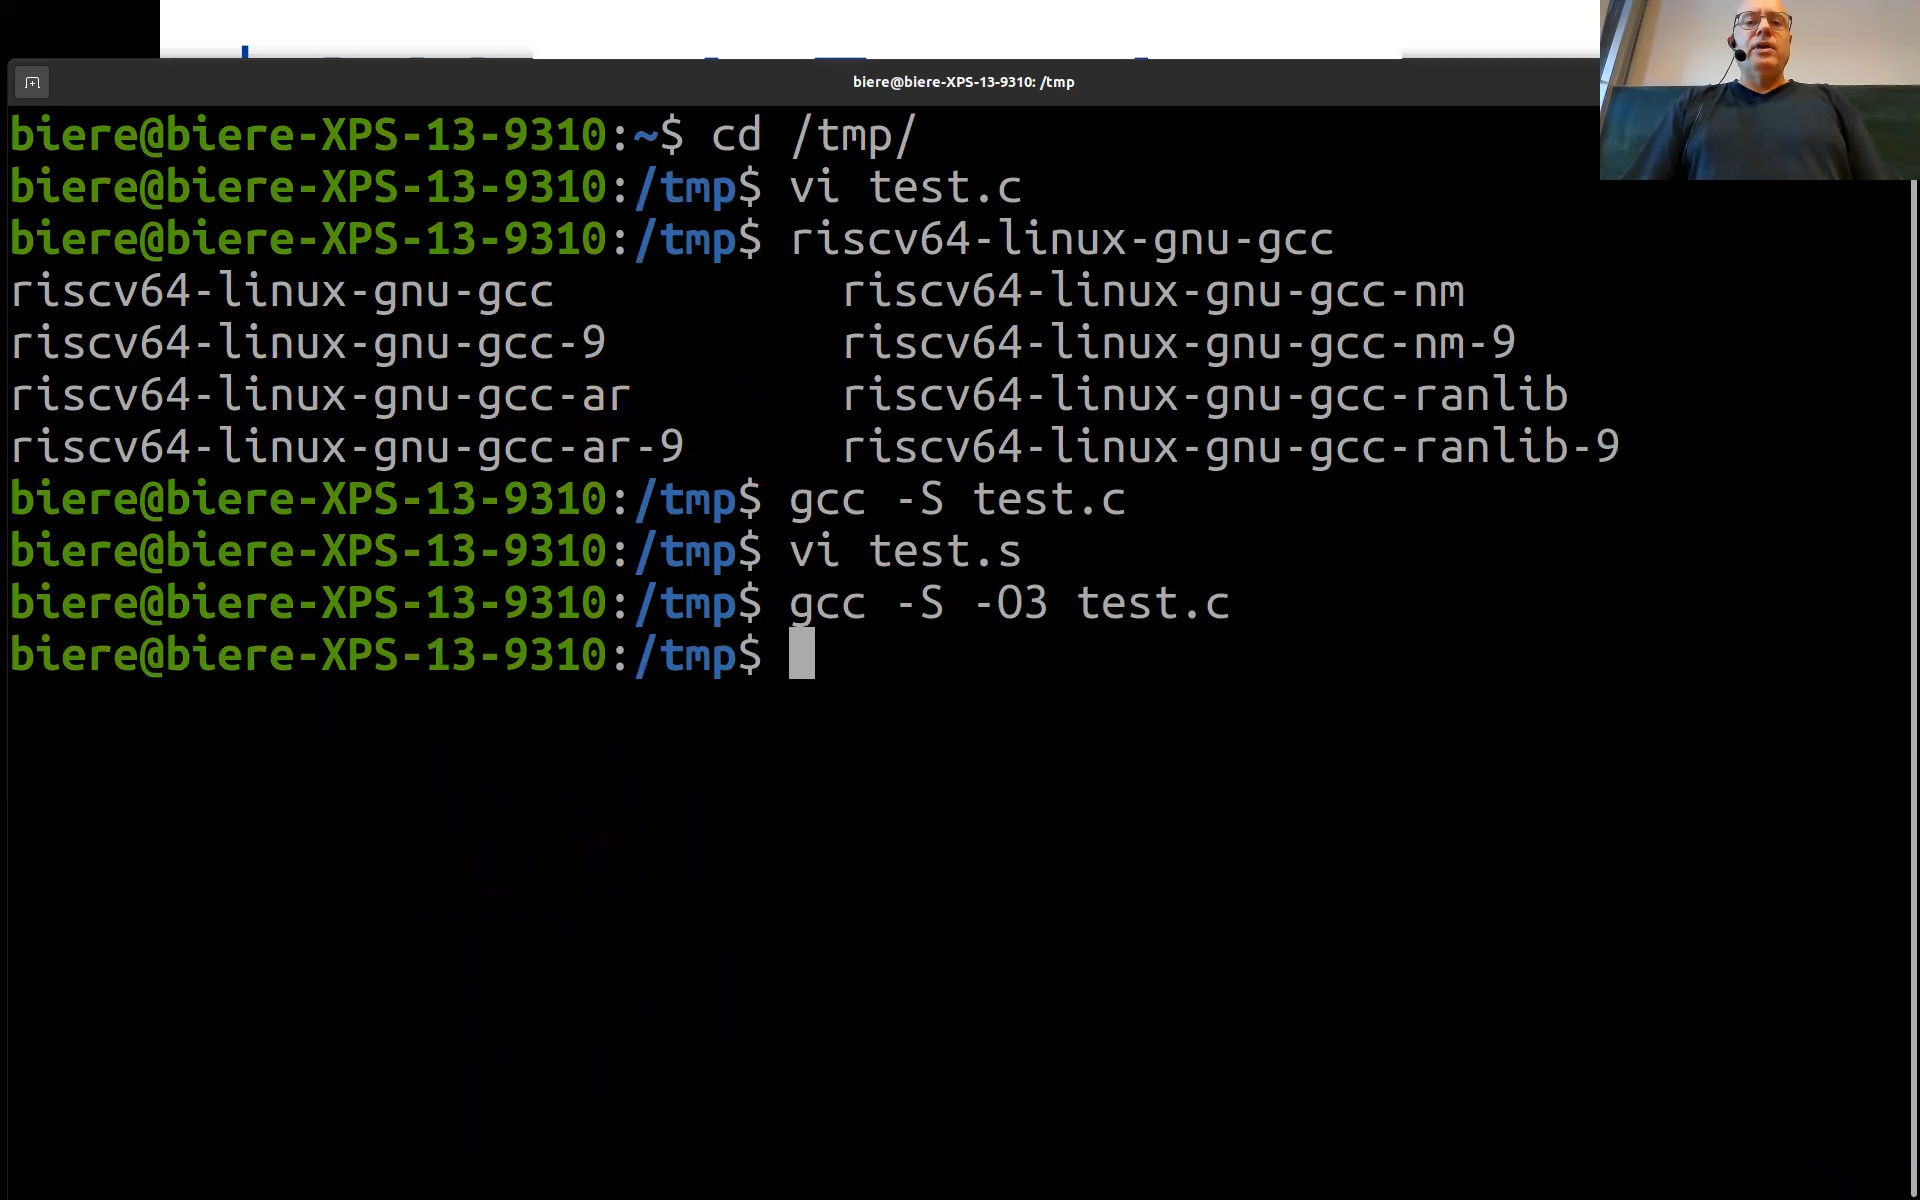 biere@biere-XPS-13-9310: /tmp
biere@biere-XPS-13-9310:~$ cd /tmp/
biere@biere-XPS-13-9310:/tmp$ vi test.c
biere@biere-XPS-13-9310:/tmp$ riscv64-linux-gnu-gcc
riscv64-linux-gnu-gcc riscv64-linux-gnu-gcc-nm
riscv64-linux-gnu-gcc-9 riscv64-linux-gnu-gcc-nm-9
riscv64-linux-gnu-gcc-ar riscv64-linux-gnu-gcc-ranlib
riscv64-linux-gnu-gcc-ar-9 riscv64-linux-gnu-gcc-ranlib-9
biere@biere-XPS-13-9310:/tmp$ gcc -S test.c
biere@biere-XPS-13-9310:/tmp$ vi test.s
biere@biere-XPS-13-9310:/tmp$ gcc -S -O3 test.c
biere@biere-XPS-13-9310:/tmp$